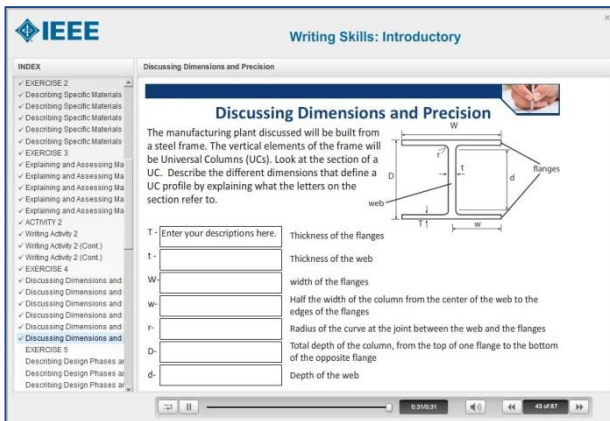 IEEE
Writing Skills: Introductory
×
INDEX
Discussing Dimensions and Precision
✓ EXERCISE 2
✓ Describing Specific Materials
✓ Describing Specific Materials
✓ Describing Specific Materials
✓ Describing Specific Materials
✓ Describing Specific Materials
✓ EXERCISE 3
✓ Explaining and Assessing Ma
✓ Explaining and Assessing Ma
✓ Explaining and Assessing Ma
✓ Explaining and Assessing Ma
✓ ACTIVITY 2
✓ Writing Activity 2
✓ Writing Activity 2 (Cont.)
✓ Writing Activity 2 (Cont.)
✓ EXERCISE 4
✓ Discussing Dimensions and
✓ Discussing Dimensions and
✓ Discussing Dimensions and
✓ Discussing Dimensions and
✓ Discussing Dimensions and
EXERCISE 5
Describing Design Phases ar
Describing Design Phases ar
Describing Design Phases ar
Discussing Dimensions and Precision
The manufacturing plant discussed will be built from
a steel frame. The vertical elements of the frame will
be Universal Columns (UCs). Look at the section of a
UC. Describe the different dimensions that define a
UC profile by explaining what the letters on the
section refer to.
W
r
D
t
d
flanges
web
T
w
T - Enter your descriptions here. Thickness of the flanges
t - Thickness of the web
W- width of the flanges
w- Half the width of the column from the center of the web to the
edges of the flanges
r- Radius of the curve at the joint between the web and the flanges
D- Total depth of the column, from the top of one flange to the bottom
of the opposite flange
d- Depth of the web
0:31/0:31
43 of 87